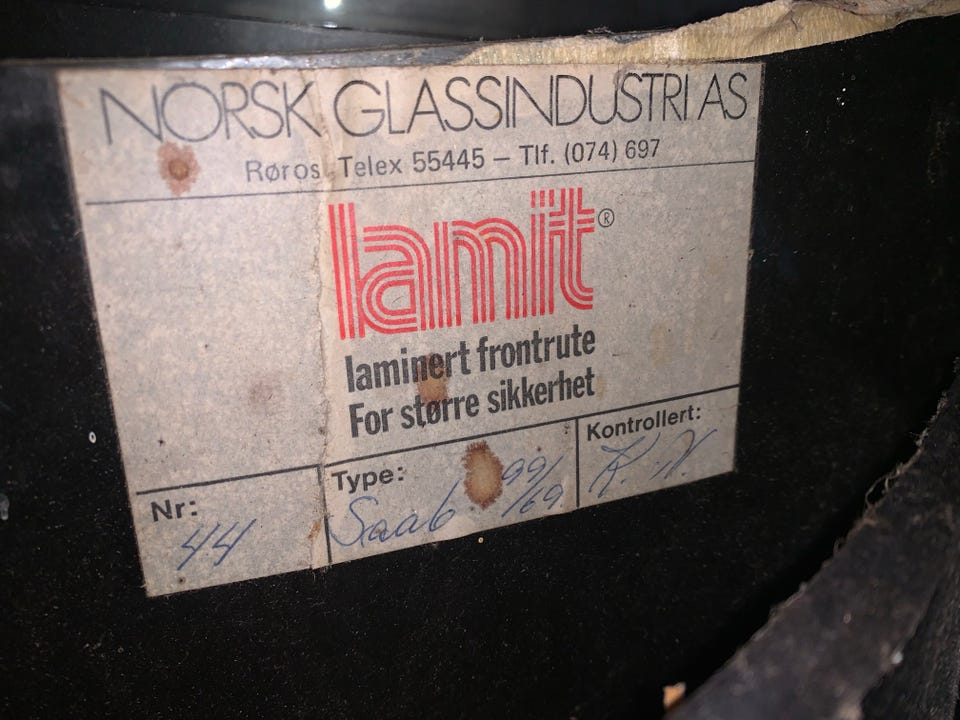 NORSK GLASSINDUSTRI AS
Røros Telex 55445 – Tlf. (074) 697
lamit®
laminert frontrute
For større sikkerhet
Nr: Type: Kontrollert:
44 Saab 99/69 K.N